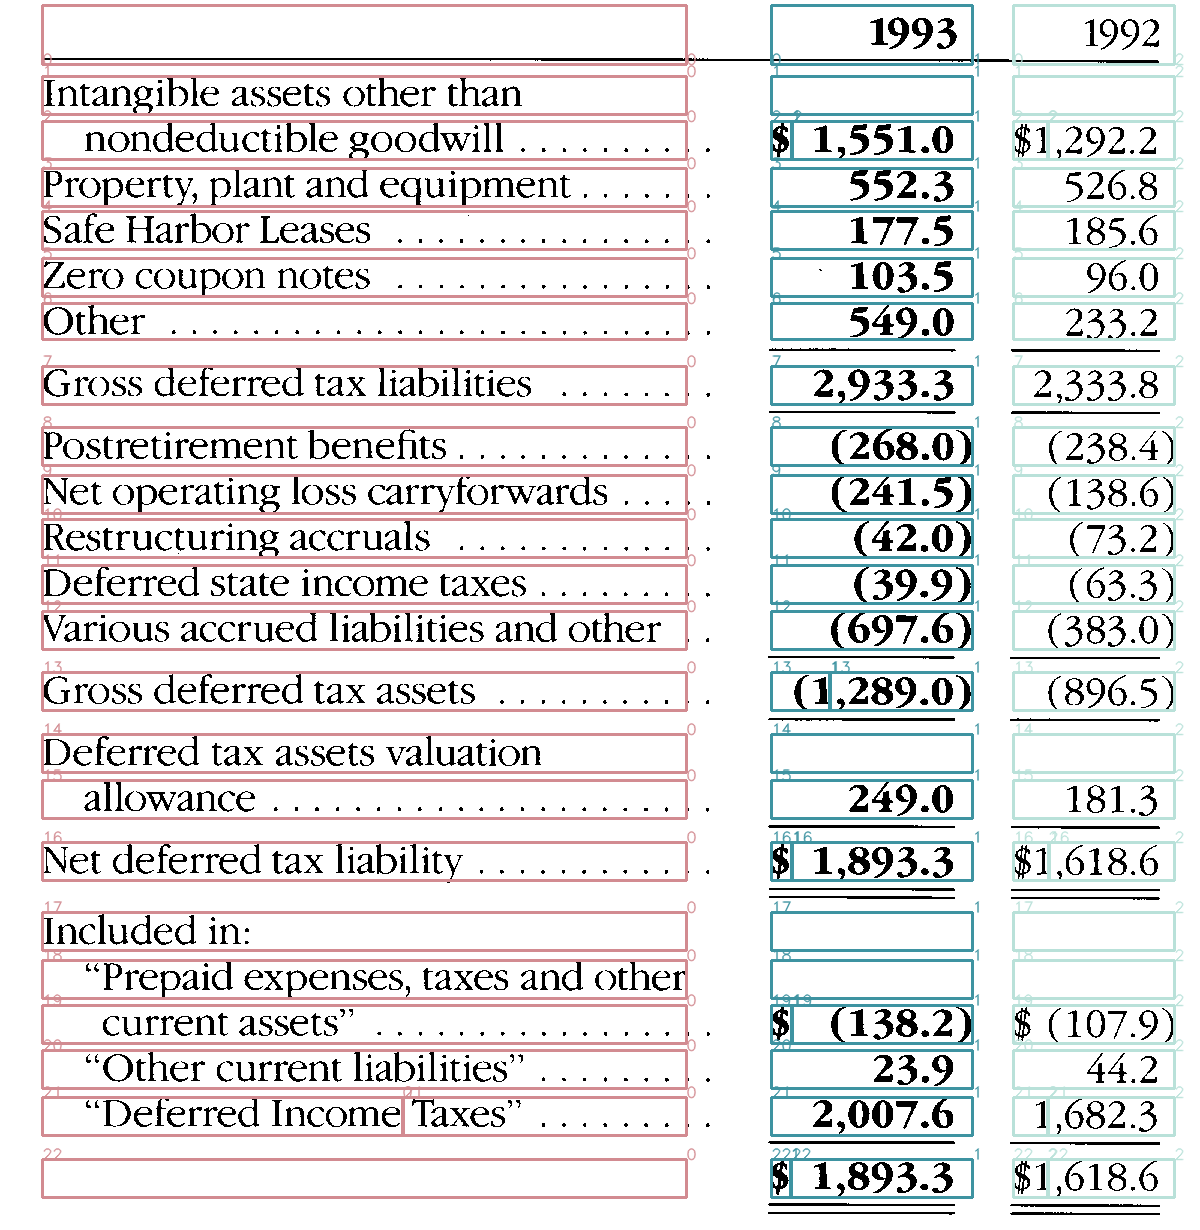 1993 1992
Intangible assets other than
nondeductible goodwill . . . . . . . . . $ 1,551.0 $1,292.2
Property, plant and equipment . . . . . . 552.3 526.8
Safe Harbor Leases . . . . . . . . . . . . . . 177.5 185.6
Zero coupon notes . . . . . . . . . . . . . . 103.5 96.0
Other . . . . . . . . . . . . . . . . . . . . . . . . . 549.0 233.2
Gross deferred tax liabilities . . . . . . . 2,933.3 2,333.8
Postretirement benefits . . . . . . . . . . . . (268.0) (238.4)
Net operating loss carryforwards . . . . (241.5) (138.6)
Restructuring accruals . . . . . . . . . . . (42.0) (73.2)
Deferred state income taxes . . . . . . . . (39.9) (63.3)
Various accrued liabilities and other . . (697.6) (383.0)
Gross deferred tax assets . . . . . . . . . . (1,289.0) (896.5)
Deferred tax assets valuation
allowance . . . . . . . . . . . . . . . . . . . . 249.0 181.3
Net deferred tax liability . . . . . . . . . . . $ 1,893.3 $1,618.6
Included in:
“Prepaid expenses, taxes and other
current assets” . . . . . . . . . . . . . . . $ (138.2) $ (107.9)
“Other current liabilities” . . . . . . . . 23.9 44.2
“Deferred Income Taxes” . . . . . . . . 2,007.6 1,682.3
$ 1,893.3 $1,618.6